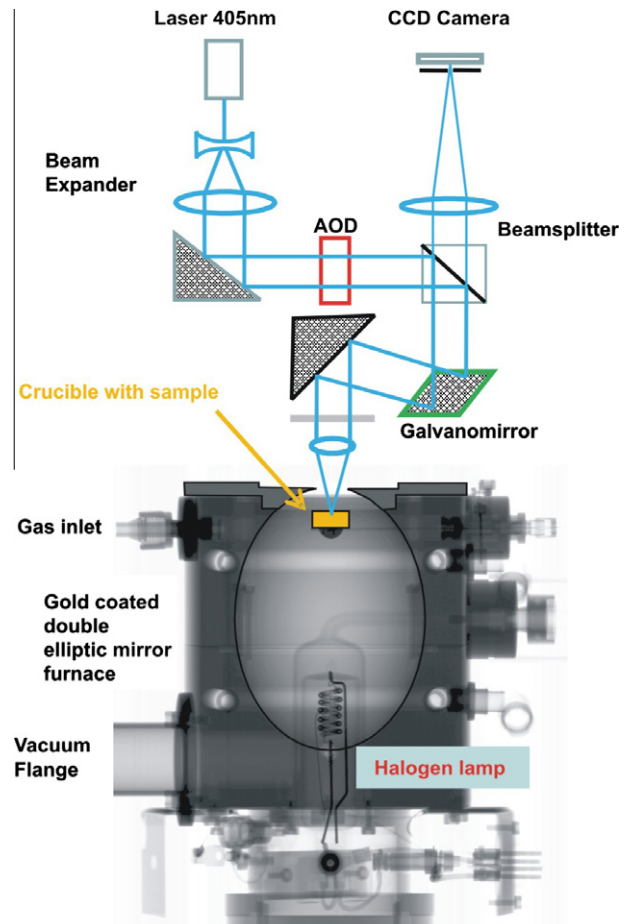 Laser 405nm
CCD Camera
Beam
Expander
AOD
Beamsplitter
Crucible with sample
Galvanomirror
Gas inlet
Gold coated
double
elliptic mirror
furnace
Vacuum
Flange
Halogen lamp